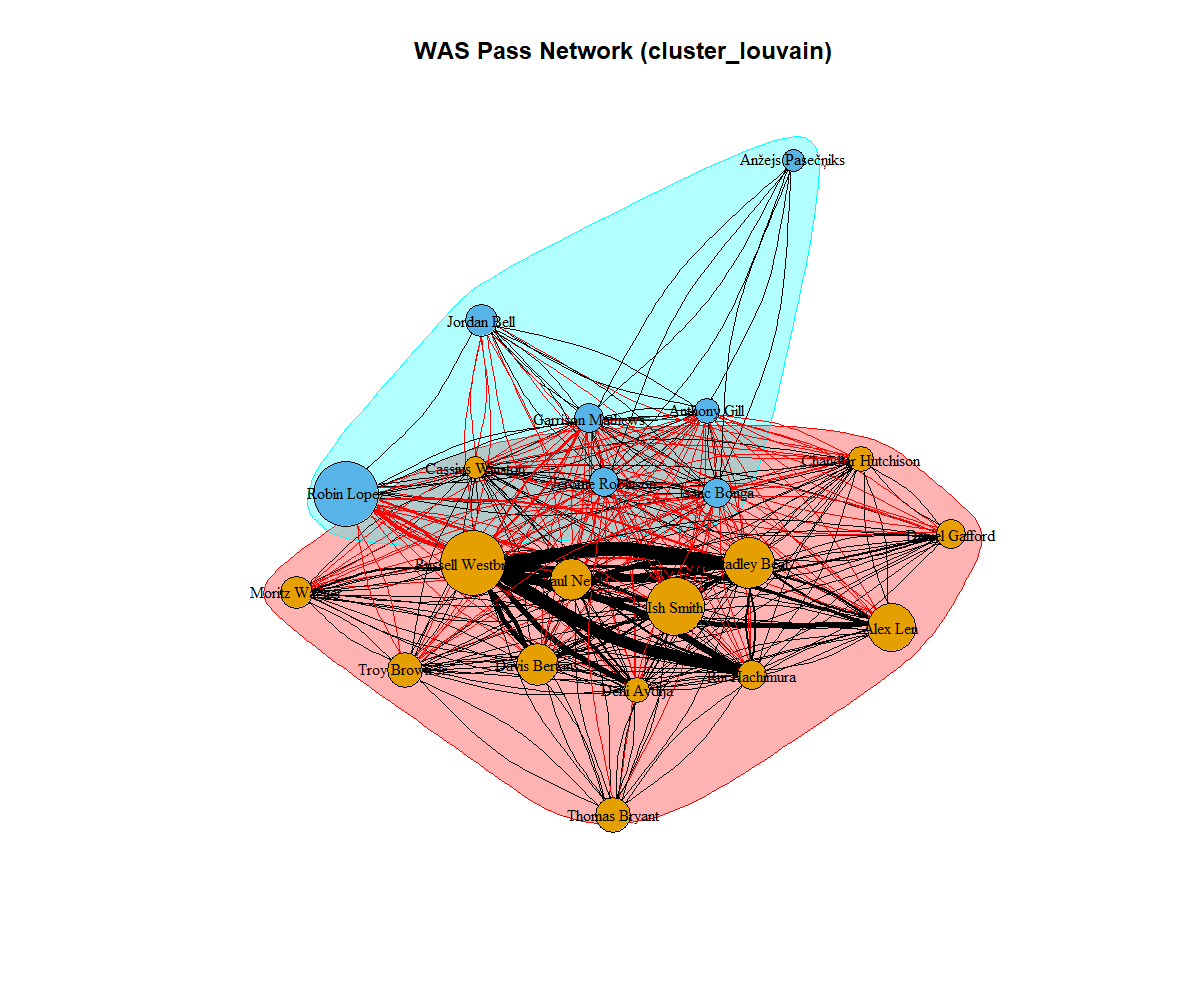 WAS Pass Network (cluster_louvain)
Anžejs Pasečņiks
Jordan Bell
Anthony Gill
Garrison Mathews
Chandler Hutchison
Cassius Winston
Jerome Robinson
Isaac Bonga
Robin Lopez
Daniel Gafford
Russell Westbr
Bradley Beal
Raul Neto
Moritz Wagner
Ish Smith
Alex Len
Davis Bertans
Troy Brown Jr.
Rui Hachimura
Deni Avdija
Thomas Bryant